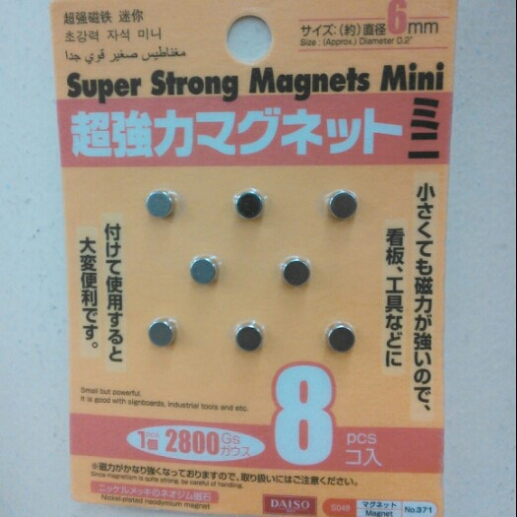 超强磁铁 迷你
초강력 자석 미니
مغناطيس صغير قوي جدا
サイズ:(約)直径6mm
Size : (Approx.) Diameter 0.2"
Super Strong Magnets Mini
超強力マグネット ミニ
小さくても磁力が強いので、
看板、工具などに
付けて使用すると
大変便利です。
Small but powerful.
It is good with signboards, industrial tools and etc.
1個 2800 Gs
ガウス
8 pcs
コ入
※磁力がかなり強くなっておりますので、取り扱いにはご注意ください。
Since magnetism is quite strong, be careful of handling.
ニッケルメッキのネオジム磁石
Nickel-plated neodymium magnet
DAISO
S048
マグネット
Magnet
No.371